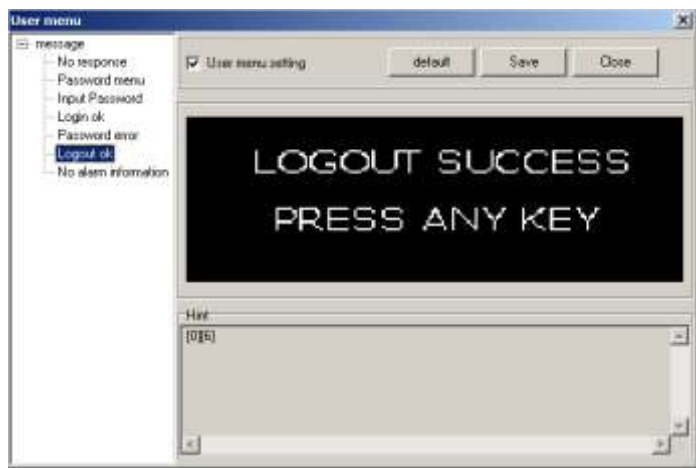 User menu
message
No response
Password menu
Input Password
Login ok
Password error
Logout ok
No alarm information
User menu setting
default
Save
Close
LOGOUT SUCCESS
PRESS ANY KEY
Hint
[0][6]